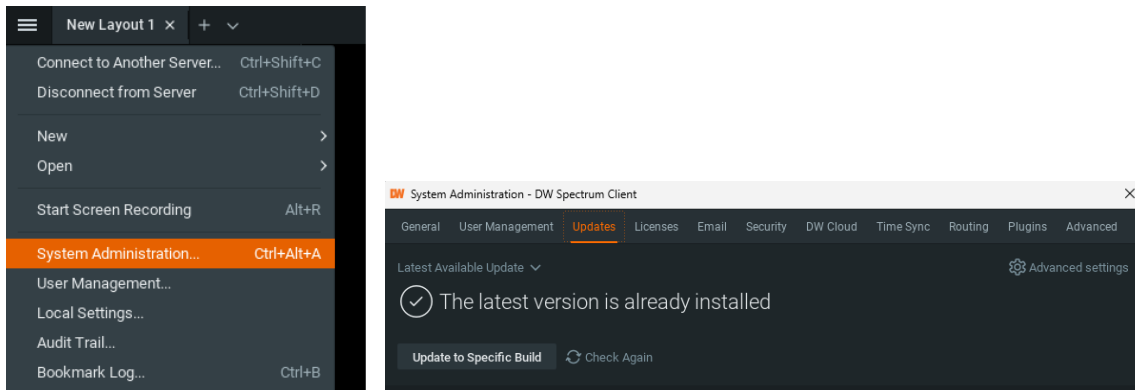 New Layout 1
Connect to Another Server... Ctrl+Shift+C
Disconnect from Server Ctrl+Shift+D
New
Open
Start Screen Recording Alt+R
System Administration... Ctrl+Alt+A
User Management...
Local Settings...
Audit Trail...
Bookmark Log... Ctrl+B
DW System Administration - DW Spectrum Client
General User Management Updates Licenses Email Security DW Cloud Time Sync Routing Plugins Advanced
Latest Available Update Advanced settings
The latest version is already installed
Update to Specific Build Check Again